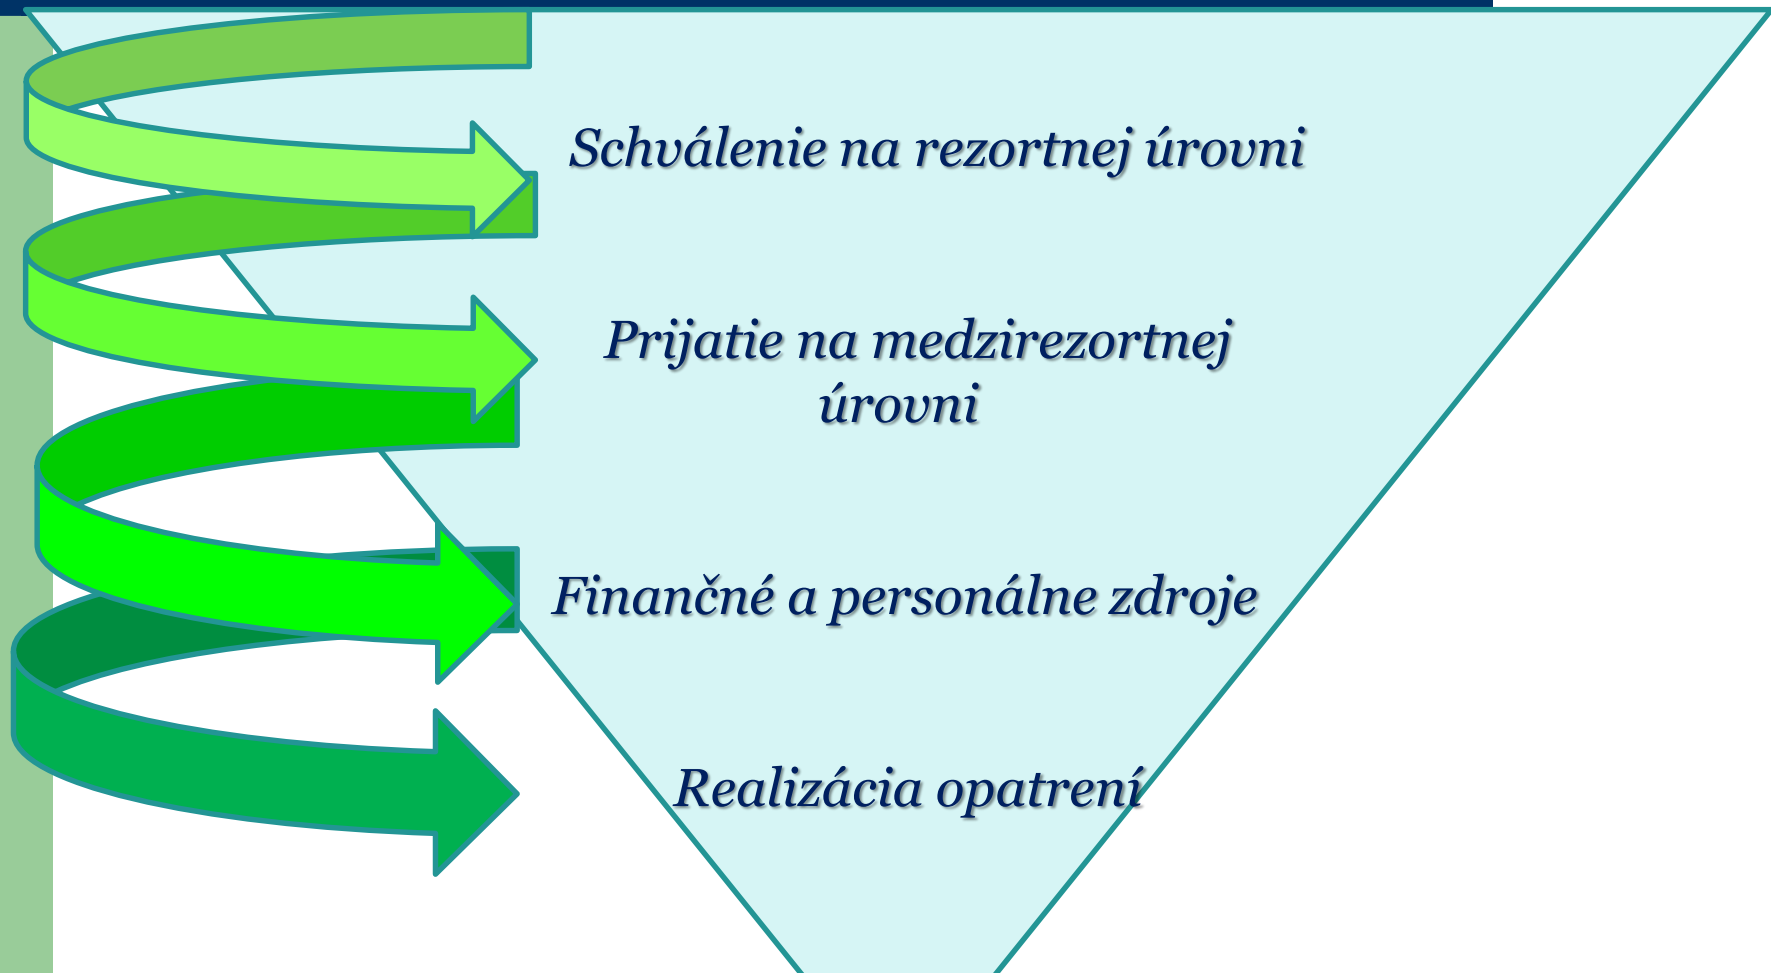 Schválenie na rezortnej úrovni
Prijatie na medzirezortnej
úrovni
Finančné a personálne zdroje
Realizácia opatrení